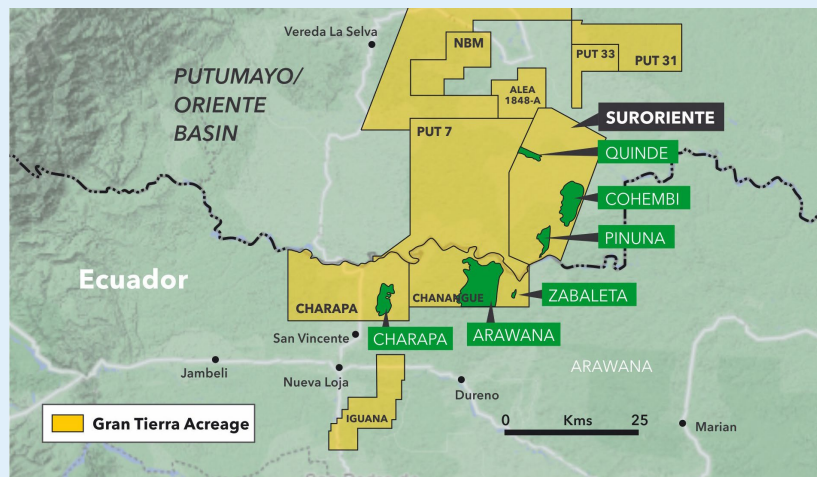 Vereda La Selva
NBM
PUT 33
PUT 31
PUTUMAYO/
ORIENTE
BASIN
ALEA
1848-A
SURORIENTE
PUT 7
QUINDE
COHEMBI
PINUNA
Ecuador
CHARAPA
CHANANGUE
ZABALETA
San Vincente
CHARAPA
ARAWANA
Jambeli
Nueva Loja
ARAWANA
Dureno
IGUANA
Gran Tierra Acreage
0 Kms 25
Marian